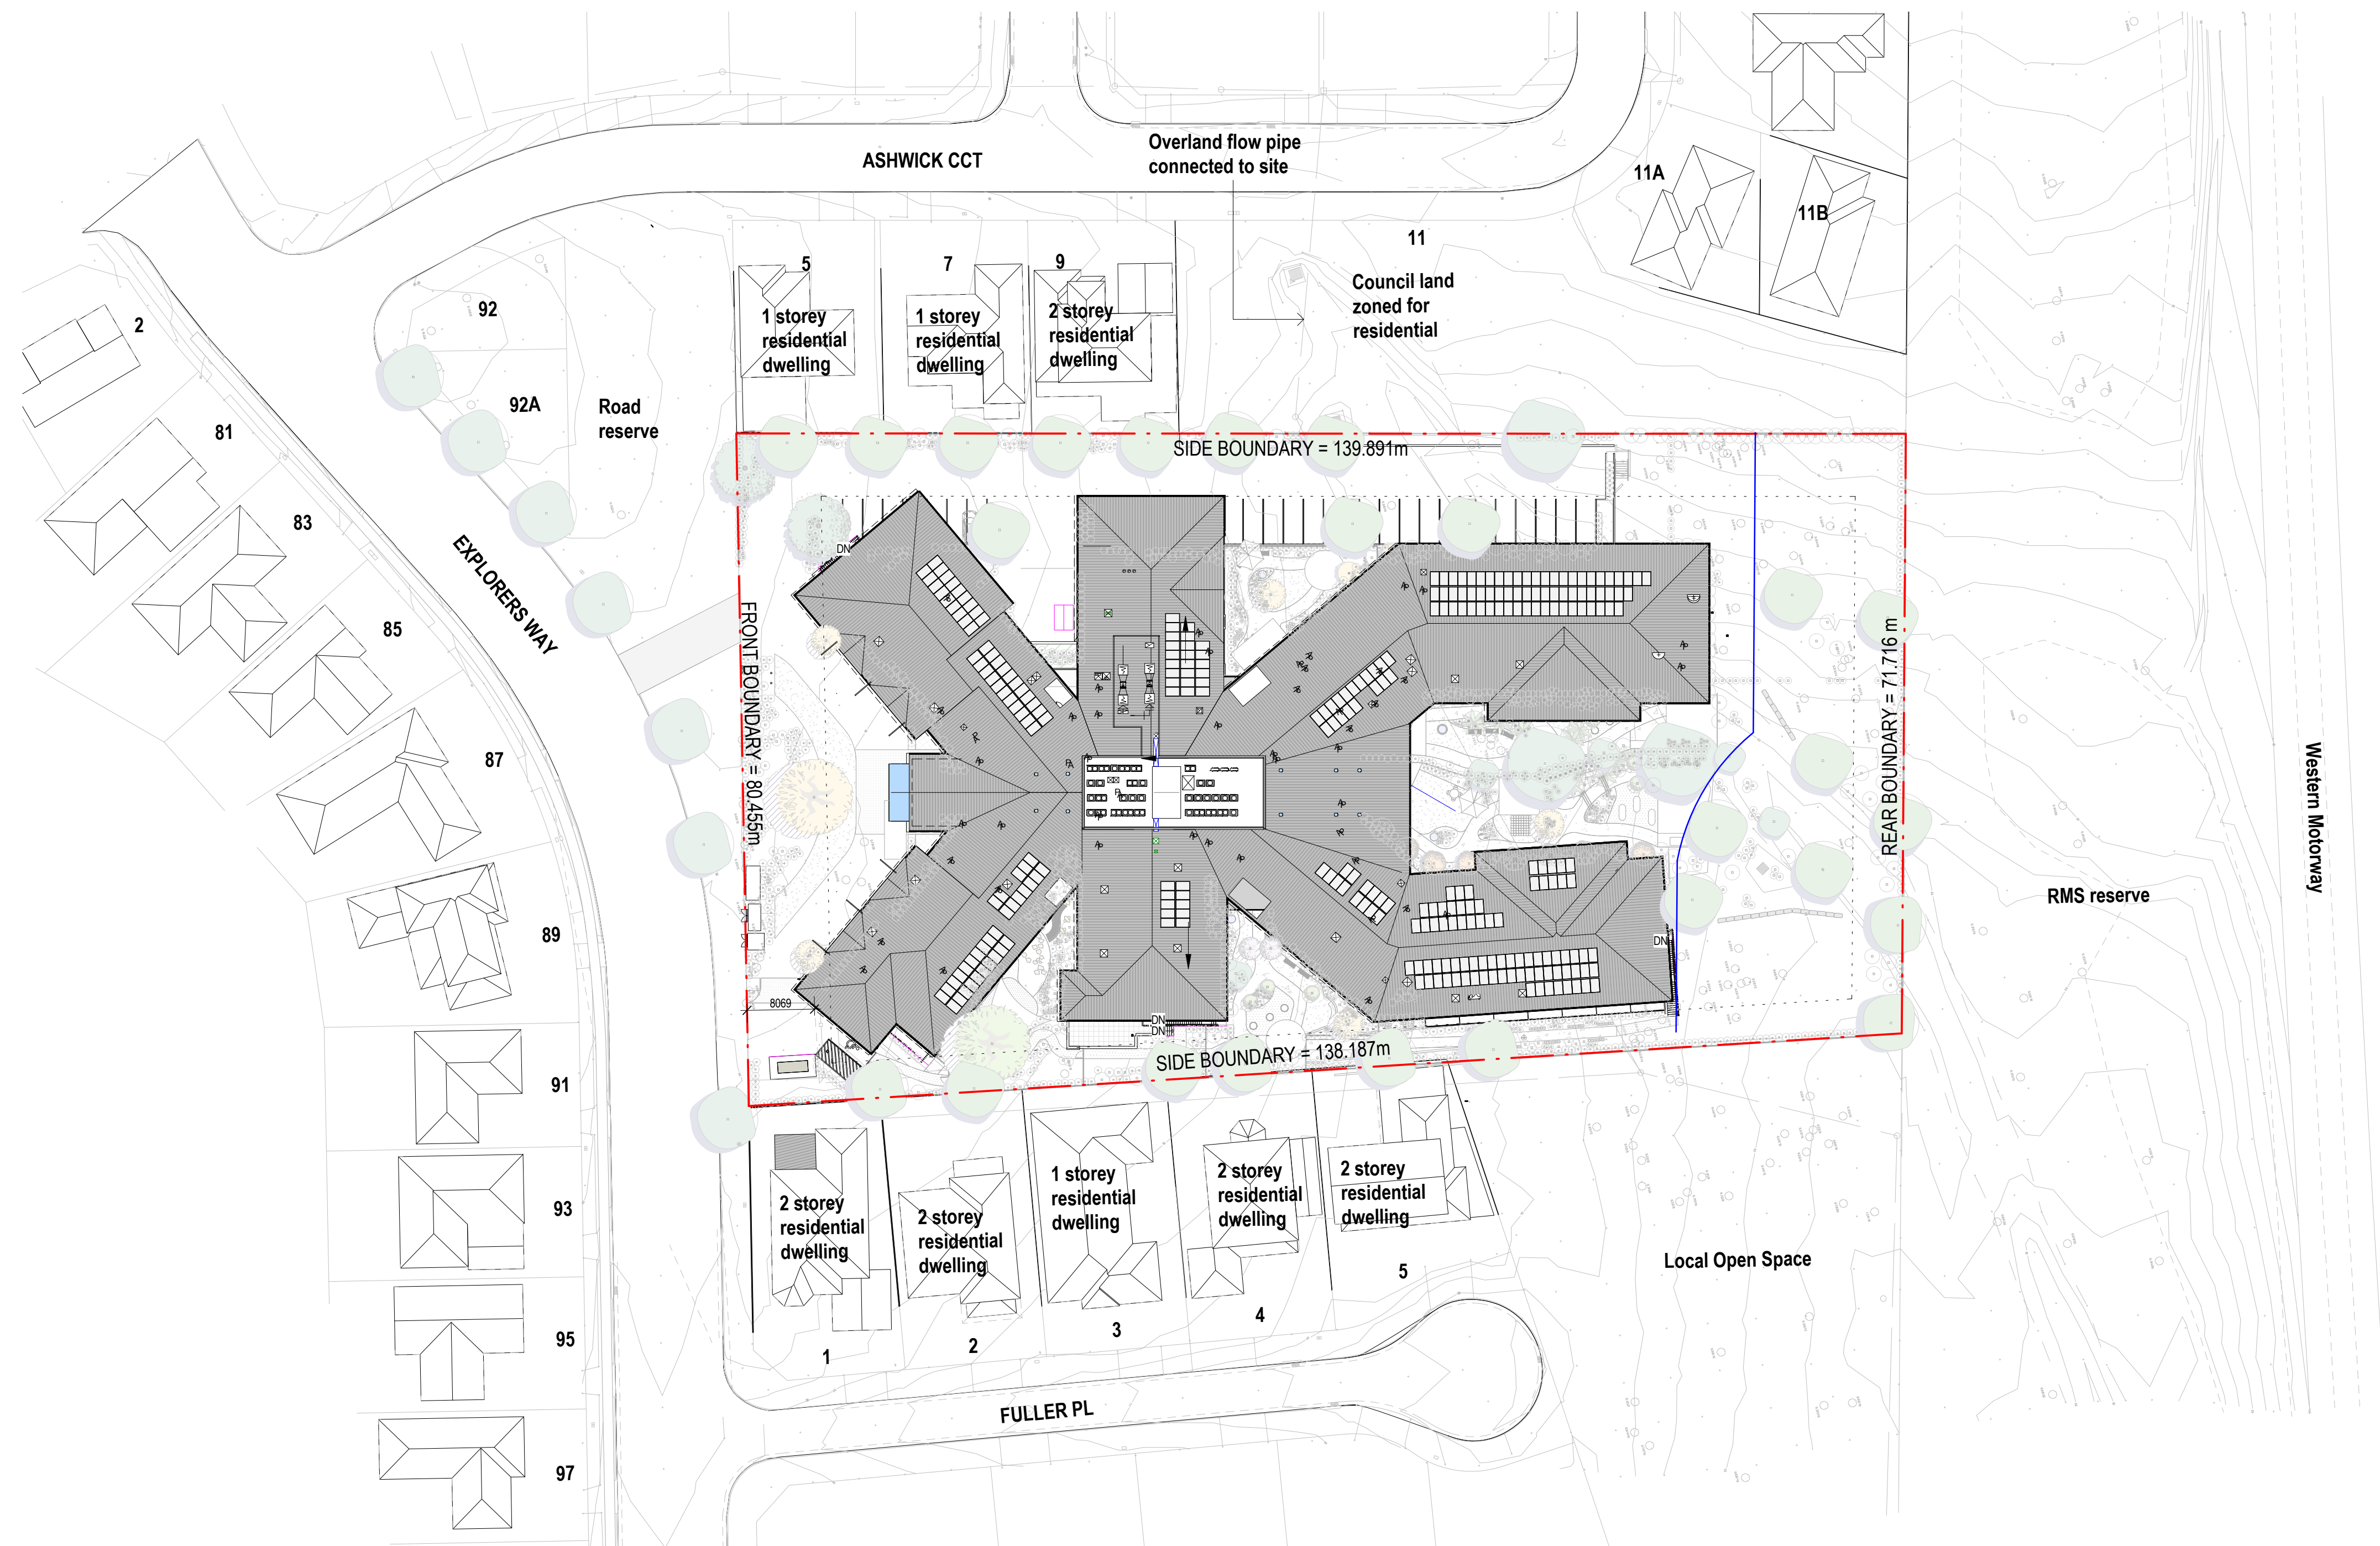 ASHWICK CCT
Overland flow pipe
connected to site
11A
11B
11
Council land
zoned for
residential
5
1 storey
residential
dwelling
7
1 storey
residential
dwelling
9
2 storey
residential
dwelling
2
92
92A
Road
reserve
81
83
85
87
89
91
93
95
97
EXPLORERS WAY
SIDE BOUNDARY = 139.891m
FRONT BOUNDARY = 80.455m
REAR BOUNDARY = 71.716 m
SIDE BOUNDARY = 138.187m
DN
DN
DN
DN
8069
Western Motorway
RMS reserve
2 storey
residential
dwelling
1
2 storey
residential
dwelling
2
1 storey
residential
dwelling
3
2 storey
residential
dwelling
4
2 storey
residential
dwelling
5
Local Open Space
FULLER PL